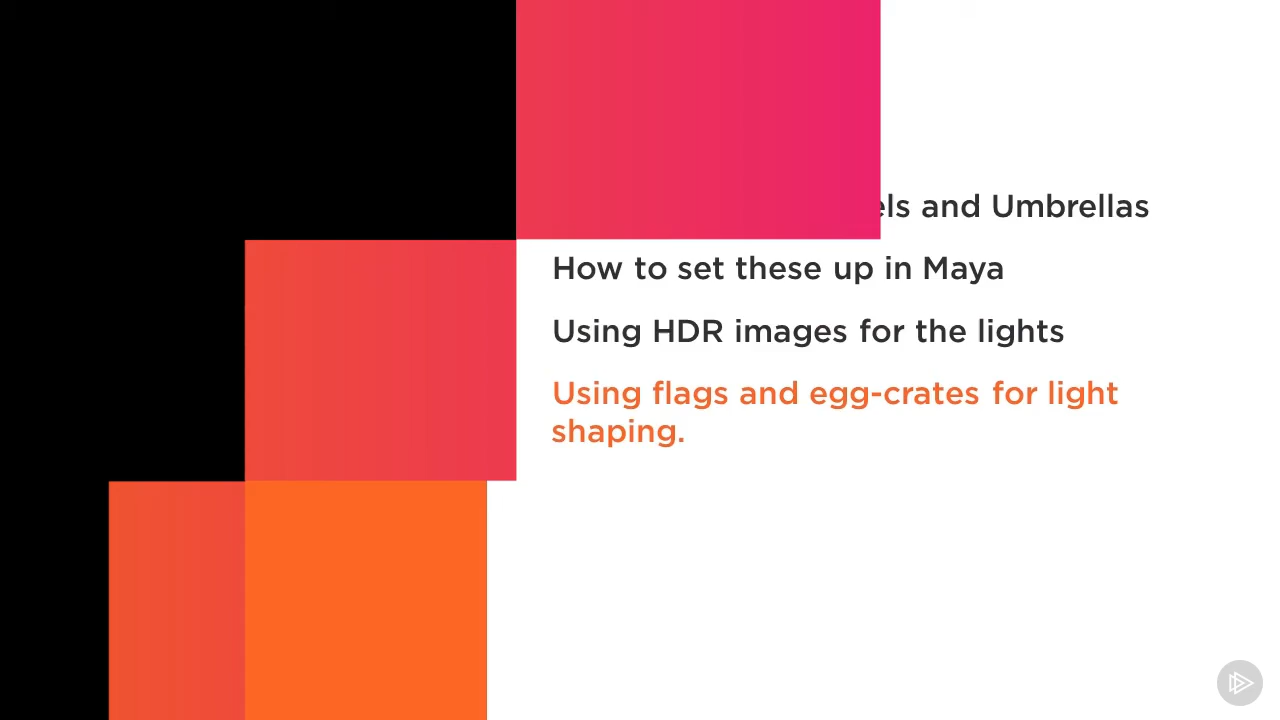 and Umbrellas
How to set these up in Maya
Using HDR images for the lights
Using flags and egg-crates for light
shaping.